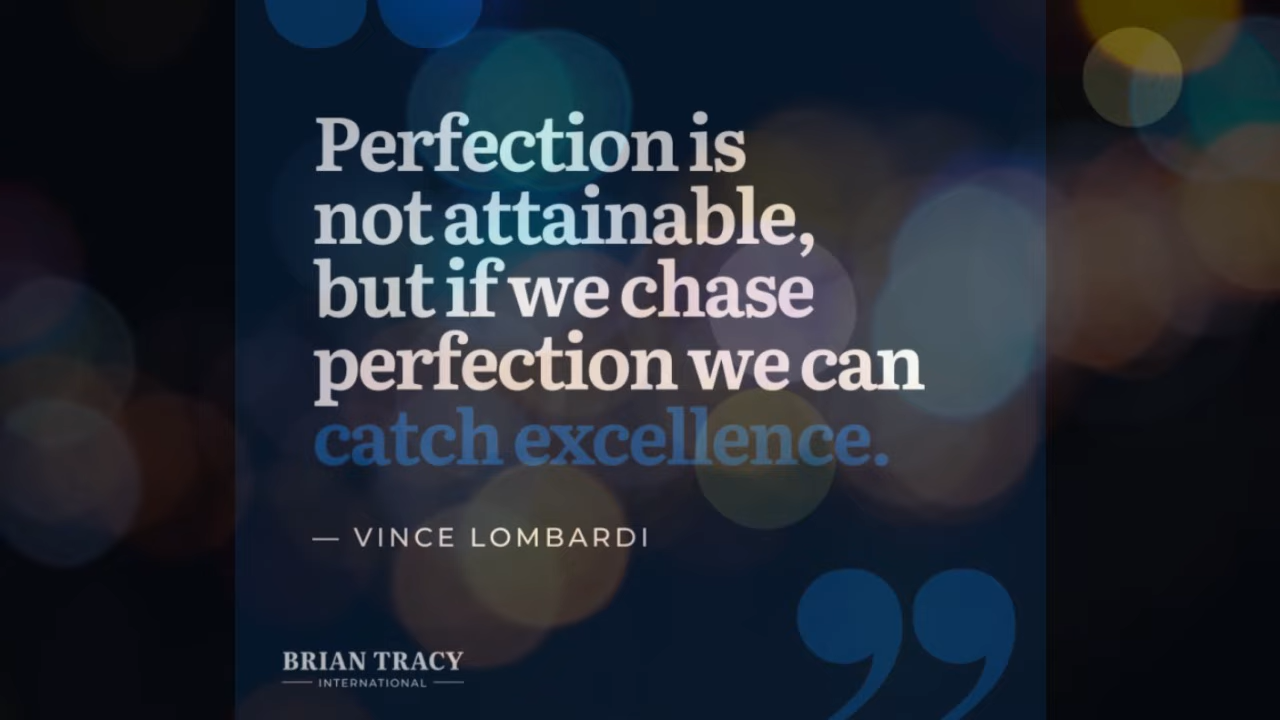 Perfection is
not attainable,
but if we chase
perfection we can
catch excellence.
— VINCE LOMBARDI
BRIAN TRACY
INTERNATIONAL